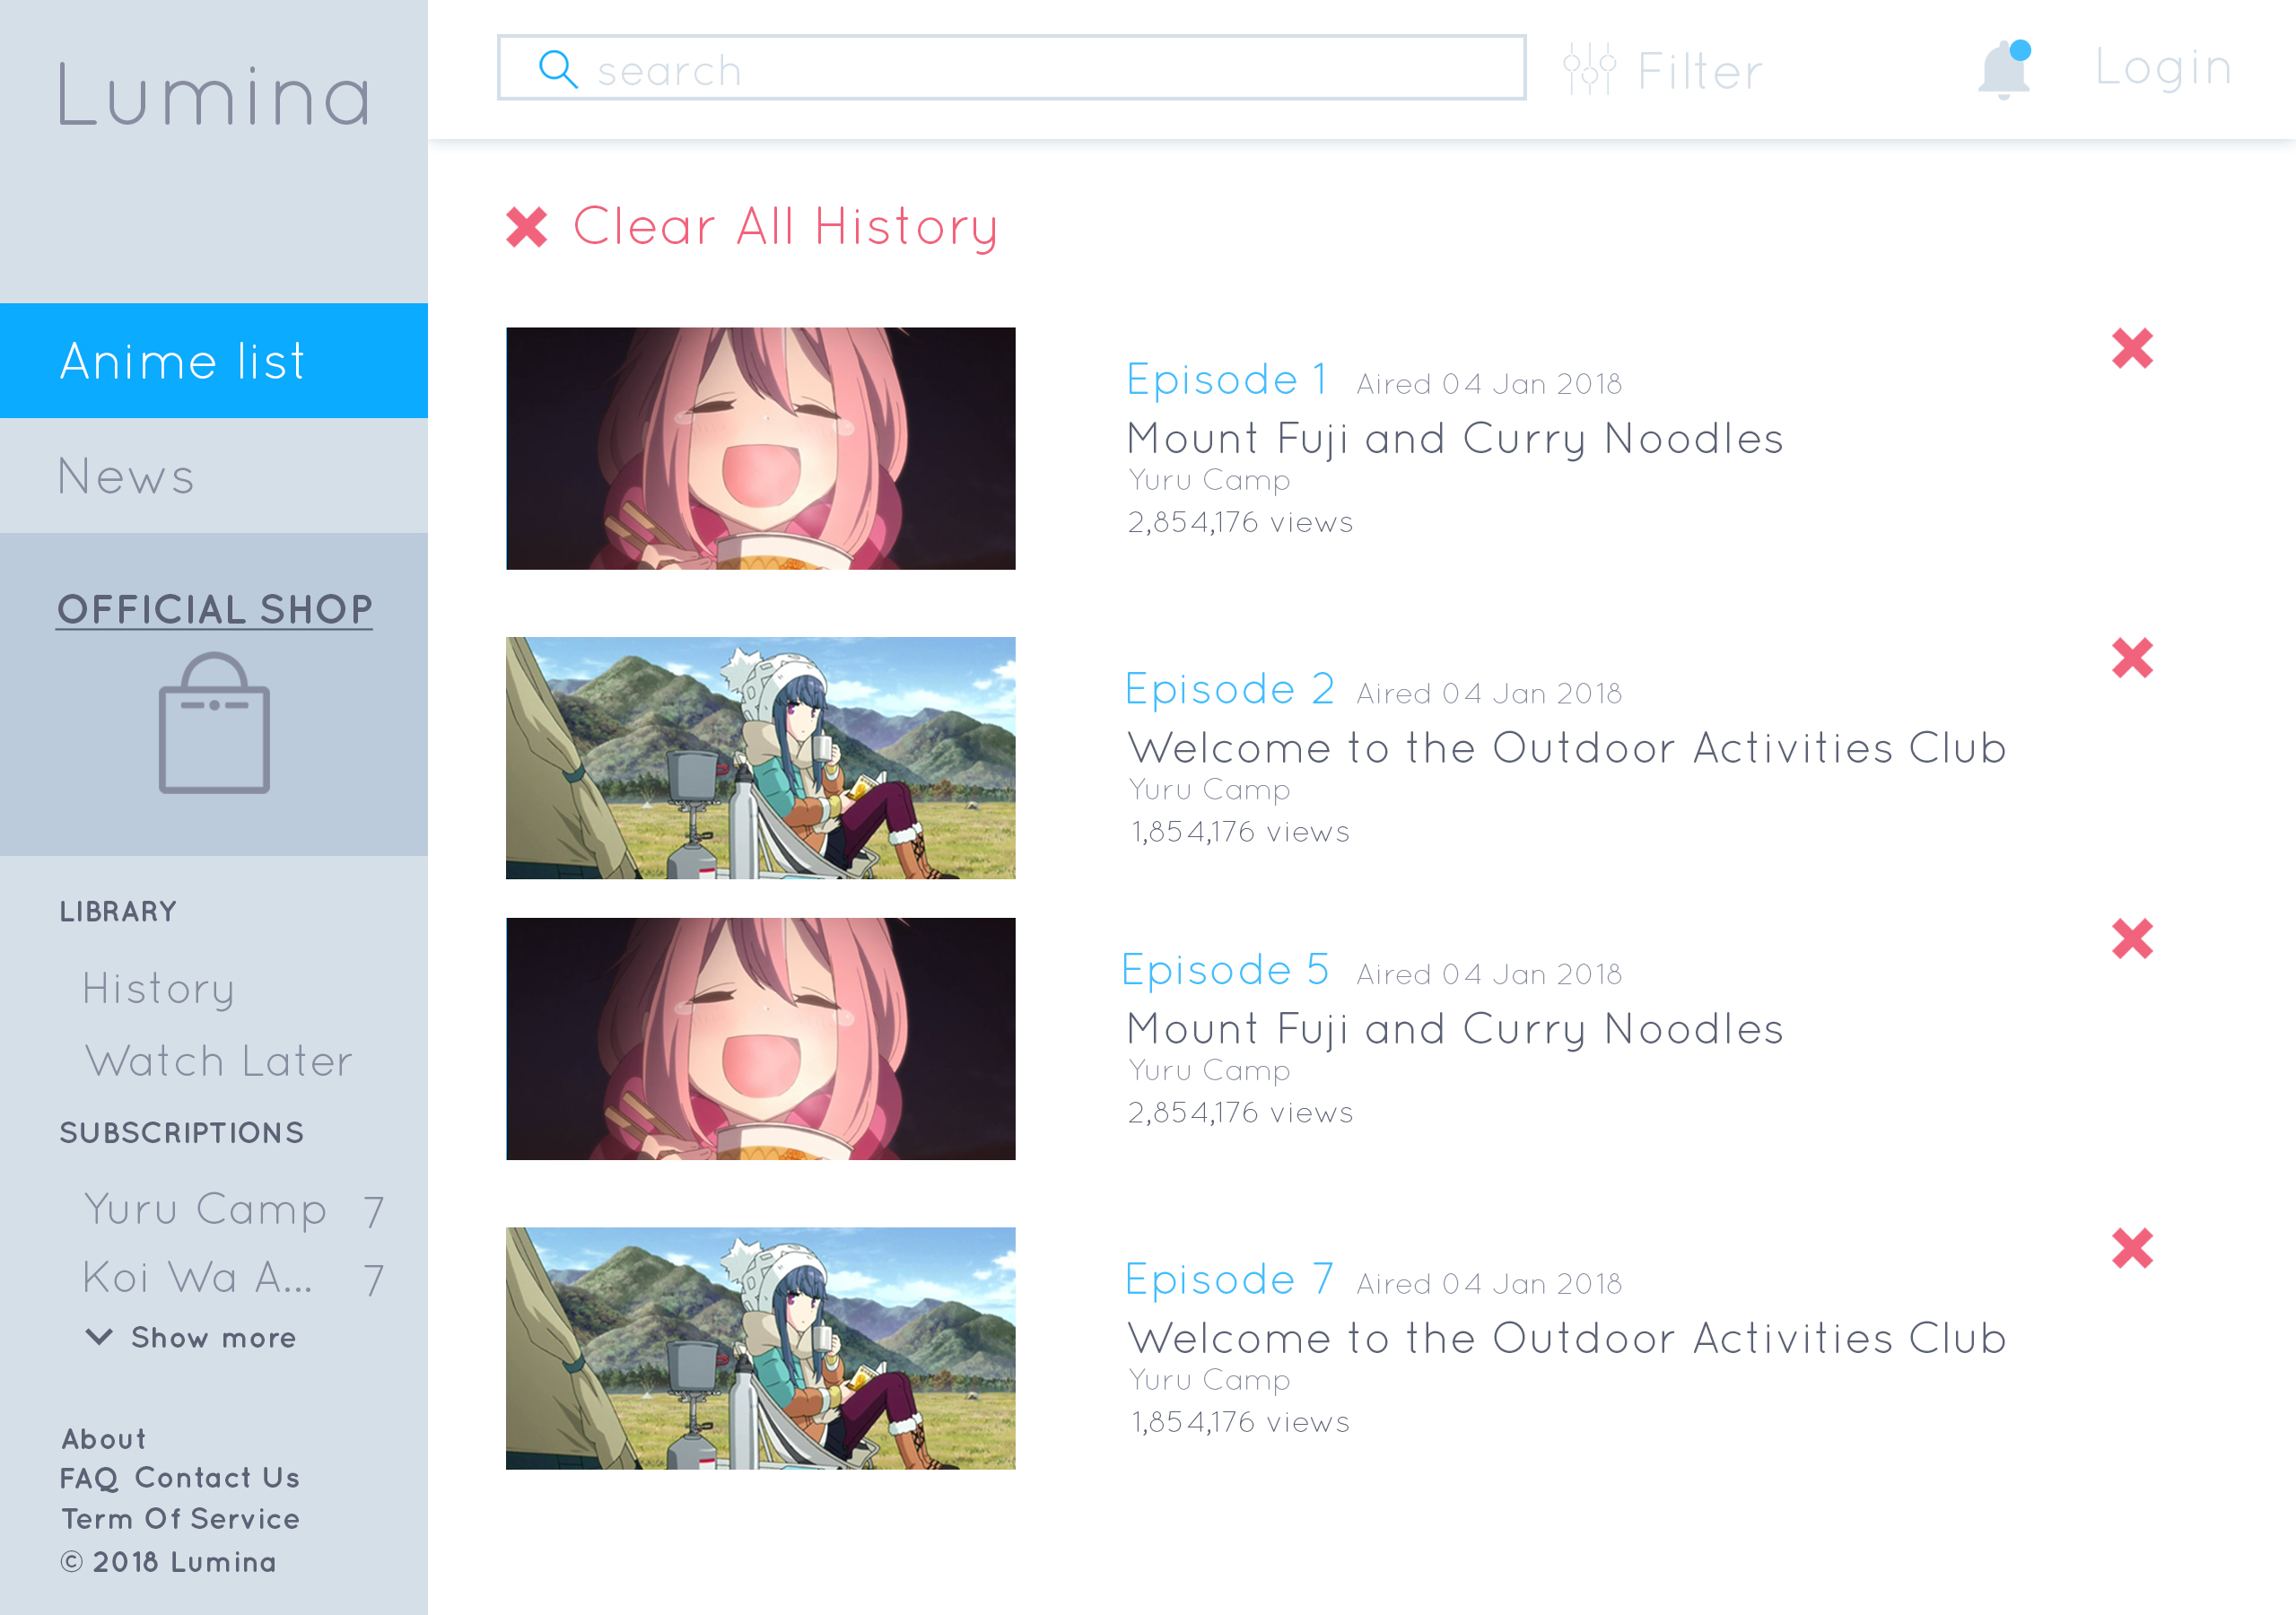 Lumina
search
Filter
Login
Anime list
News
OFFICIAL SHOP
LIBRARY
History
Watch Later
SUBSCRIPTIONS
Yuru Camp 7
Koi Wa A... 7
Show more
About
FAQ Contact Us
Term Of Service
© 2018 Lumina
Clear All History
Episode 1 Aired 04 Jan 2018
Mount Fuji and Curry Noodles
Yuru Camp
2,854,176 views
Episode 2 Aired 04 Jan 2018
Welcome to the Outdoor Activities Club
Yuru Camp
1,854,176 views
Episode 5 Aired 04 Jan 2018
Mount Fuji and Curry Noodles
Yuru Camp
2,854,176 views
Episode 7 Aired 04 Jan 2018
Welcome to the Outdoor Activities Club
Yuru Camp
1,854,176 views